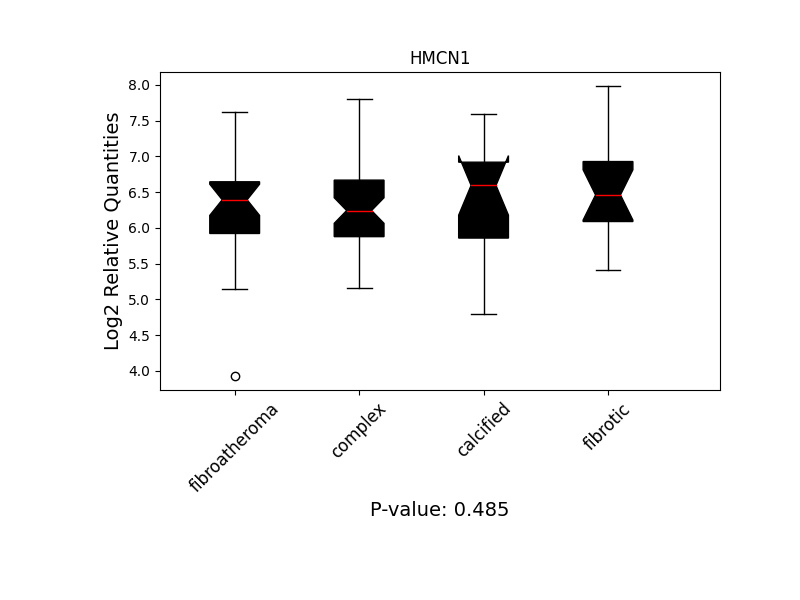 HMCN1
Log2 Relative Quantities
8.0
7.5
7.0
6.5
6.0
5.5
5.0
4.5
4.0
fibroatheroma
complex
calcified
fibrotic
P-value: 0.485